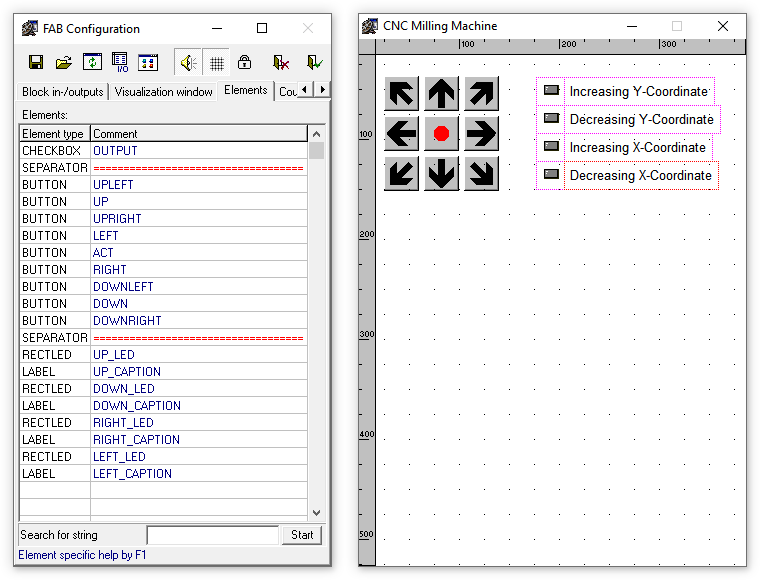 FAB Configuration
I/O
Block in-/outputs
Visualization window
Elements
Elements:
Element type Comment
CHECKBOX OUTPUT
SEPARATOR =================================
BUTTON UPLEFT
BUTTON UP
BUTTON UPRIGHT
BUTTON LEFT
BUTTON ACT
BUTTON RIGHT
BUTTON DOWNLEFT
BUTTON DOWN
BUTTON DOWNRIGHT
SEPARATOR =================================
RECTLED UP_LED
LABEL UP_CAPTION
RECTLED DOWN_LED
LABEL DOWN_CAPTION
RECTLED RIGHT_LED
LABEL RIGHT_CAPTION
RECTLED LEFT_LED
LABEL LEFT_CAPTION
Search for string
Start
Element specific help by F1
CNC Milling Machine
100 200 300
100
200
300
400
500
Increasing Y-Coordinate
Decreasing Y-Coordinate
Increasing X-Coordinate
Decreasing X-Coordinate